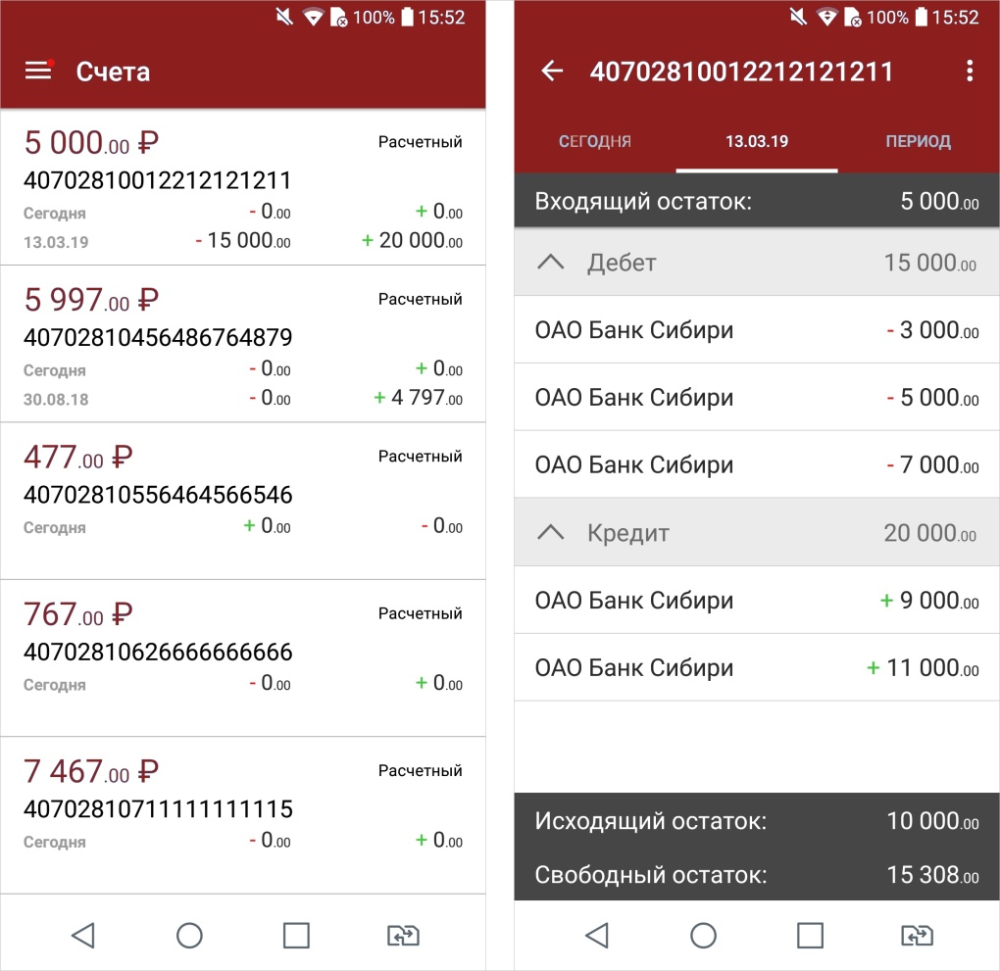 100% 15:52
Счета
5 000.00 ₽ Расчетный
40702810012212121211
Сегодня - 0.00 + 0.00
13.03.19 - 15 000.00 + 20 000.00
5 997.00 ₽ Расчетный
40702810456486764879
Сегодня - 0.00 + 0.00
30.08.18 - 0.00 + 4 797.00
477.00 ₽ Расчетный
40702810556464566546
Сегодня + 0.00 - 0.00
767.00 ₽ Расчетный
40702810626666666666
Сегодня - 0.00 + 0.00
7 467.00 ₽ Расчетный
40702810711111111115
Сегодня - 0.00 + 0.00
100% 15:52
40702810012212121211
СЕГОДНЯ 13.03.19 ПЕРИОД
Входящий остаток: 5 000.00
Дебет 15 000.00
ОАО Банк Сибири - 3 000.00
ОАО Банк Сибири - 5 000.00
ОАО Банк Сибири - 7 000.00
Кредит 20 000.00
ОАО Банк Сибири + 9 000.00
ОАО Банк Сибири + 11 000.00
Исходящий остаток: 10 000.00
Свободный остаток: 15 308.00